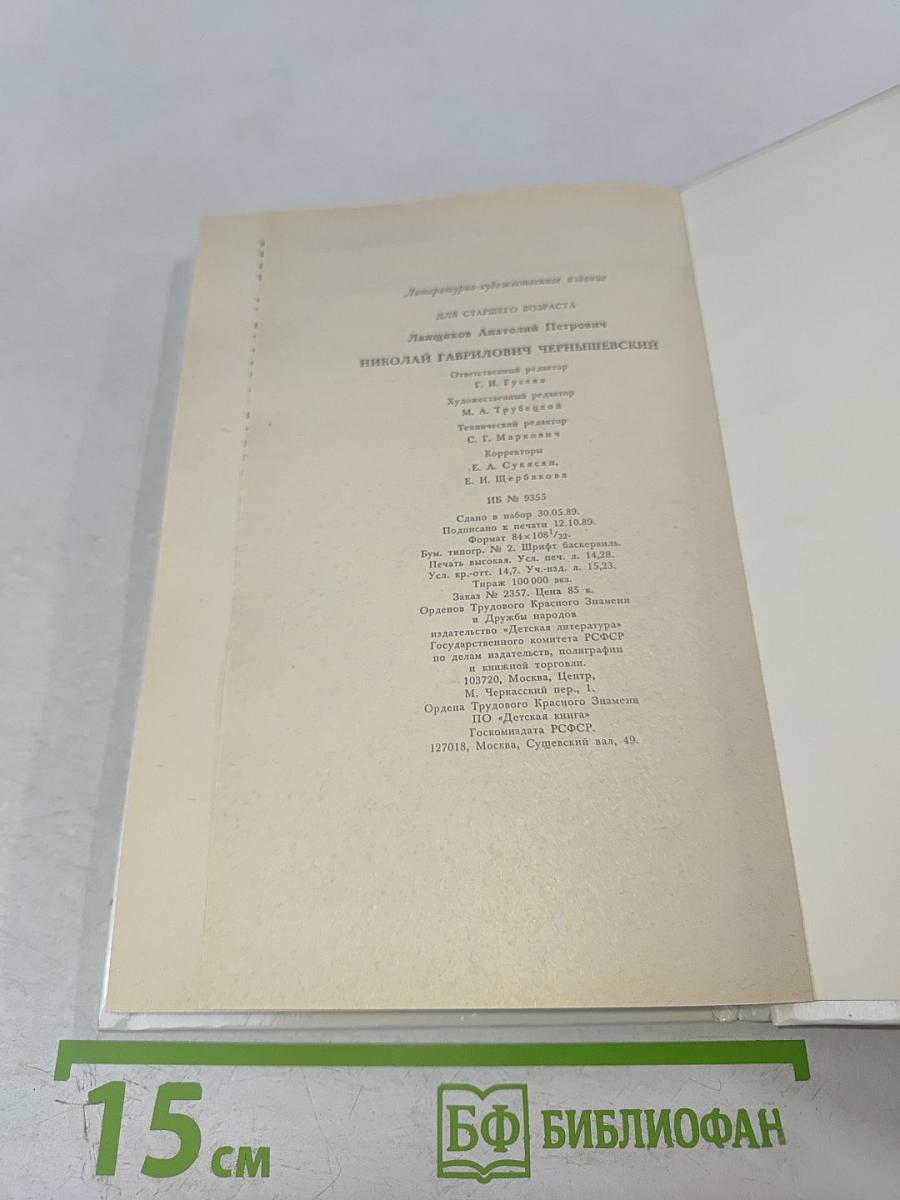 Литературно-художественное издание
ДЛЯ СТАРШЕГО ВОЗРАСТА
Ланщиков Анатолий Петрович
НИКОЛАЙ ГАВРИЛОВИЧ ЧЕРНЫШЕВСКИЙ
Ответственный редактор
Г. И. Гусева
Художественный редактор
М. А. Трубецкой
Технический редактор
С. Г. Маркович
Корректоры
Е. А. Сукясян,
Е. И. Щербакова
ИБ № 9355
Сдано в набор 30.05.89.
Подписано к печати 12.10.89.
Формат 84×108¹/₃₂.
Бум. типогр. № 2. Шрифт баскервиль.
Печать высокая. Усл. печ. л. 14,28.
Усл. кр.-отт. 14,7. Уч.-изд. л. 15,23.
Тираж 100 000 экз.
Заказ № 2357. Цена 85 к.
Орденов Трудового Красного Знамени
и Дружбы народов
издательство «Детская литература»
Государственного комитета РСФСР
по делам издательств, полиграфии
и книжной торговли.
103720, Москва, Центр,
М. Черкасский пер., 1.
Ордена Трудового Красного Знамени
ПО «Детская книга»
Госкомиздата РСФСР.
127018, Москва, Сущевский вал, 49.
15 см
БФ БИБЛИОФАН